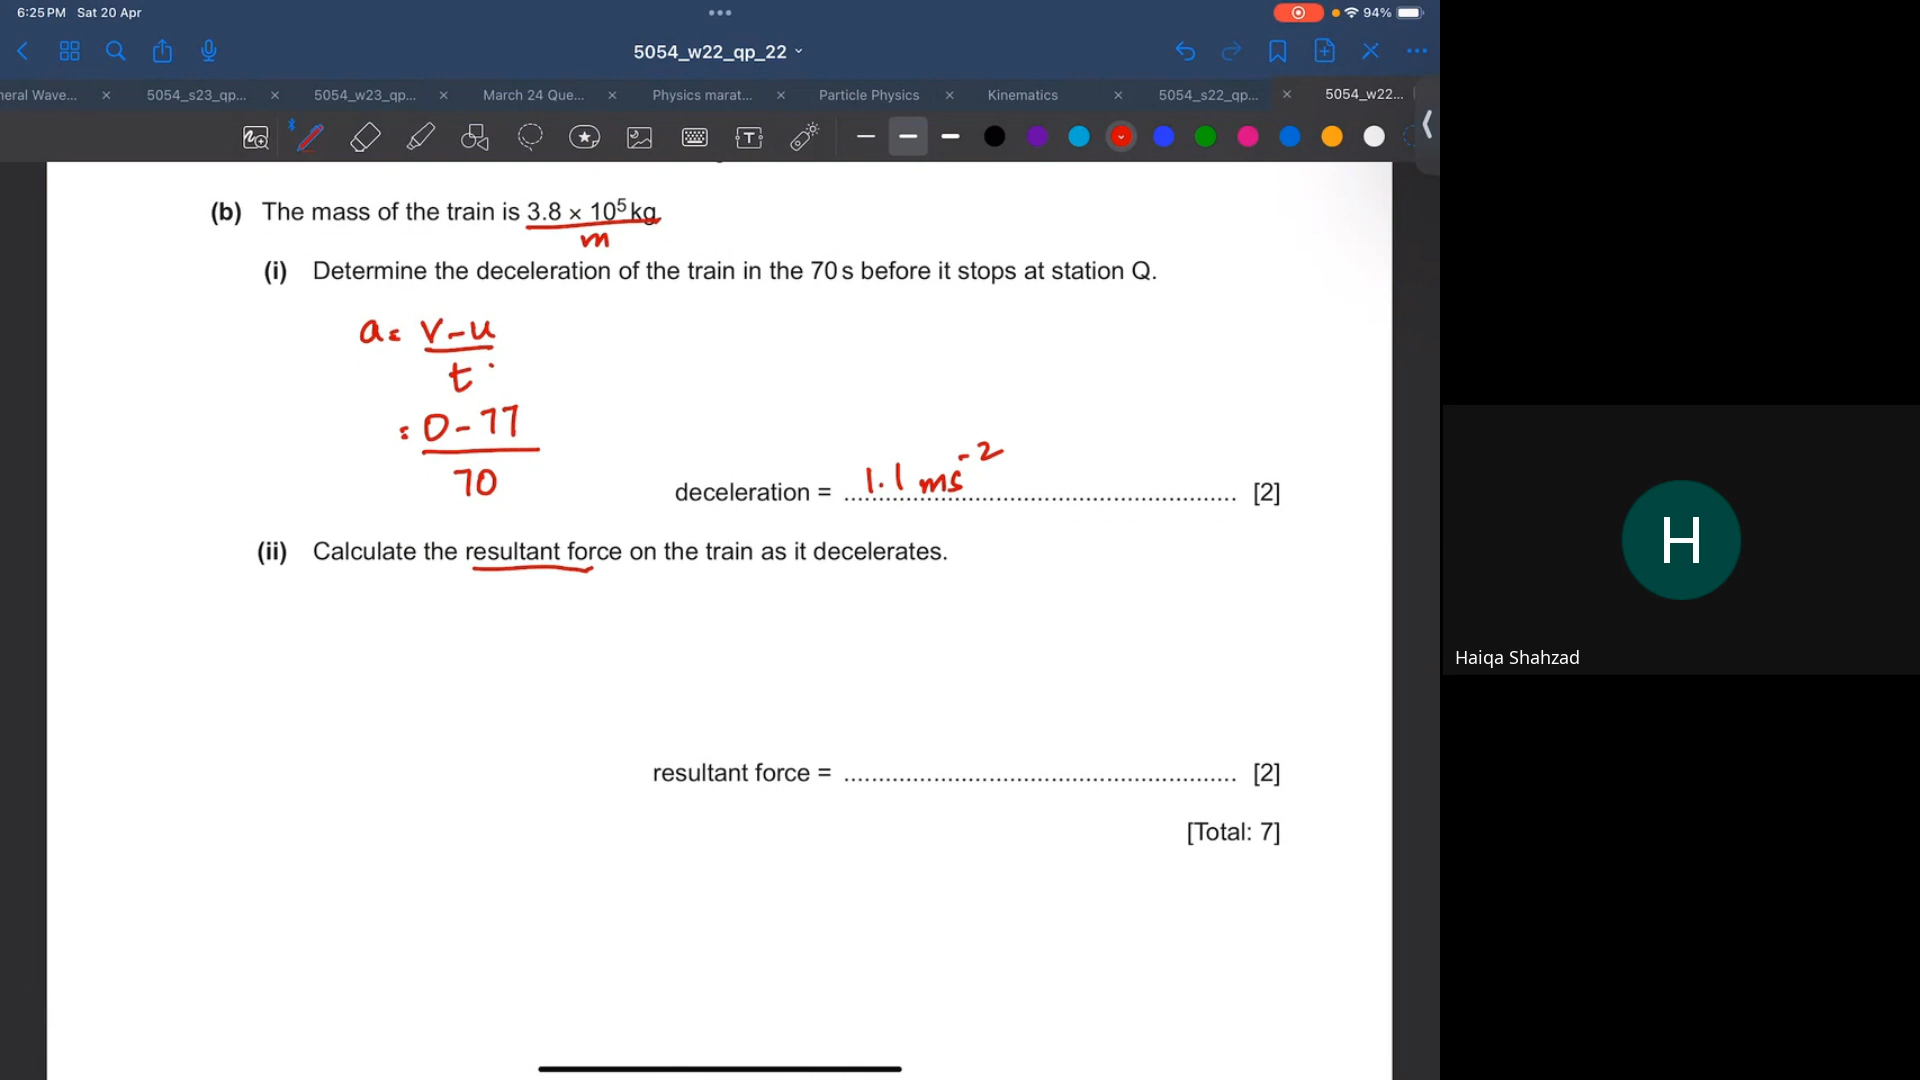 6:25 PM Sat 20 Apr
94%
5054_w22_qp_22
neral Wave...
5054_s23_qp...
5054_w23_qp...
March 24 Que...
Physics marat...
Particle Physics
Kinematics
5054_s22_qp...
5054_w22...
(b) The mass of the train is 3.8 × 10⁵ kg.
m
(i) Determine the deceleration of the train in the 70 s before it stops at station Q.
a = v - u
t
= 0 - 77
70
deceleration = 1.1 ms⁻² [2]
(ii) Calculate the resultant force on the train as it decelerates.
resultant force = ........................................................ [2]
[Total: 7]
H
Haiqa Shahzad